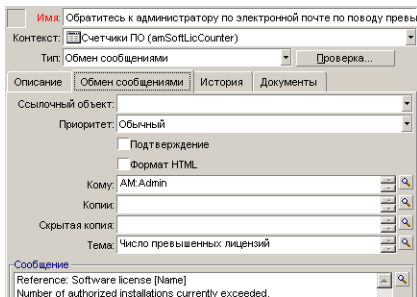 Имя: Обратитесь к администратору по электронной почте по поводу превы
Контекст: Счетчики ПО (amSoftLicCounter)
Тип: Обмен сообщениями Проверка...
Описание Обмен сообщениями История Документы
Ссылочный объект:
Приоритет: Обычный
Подтверждение
Формат HTML
Кому: AM:Admin
Копии:
Скрытая копия:
Тема: Число превышенных лицензий
Сообщение
Reference: Software license [Name]
Number of authorized installations currently exceeded.